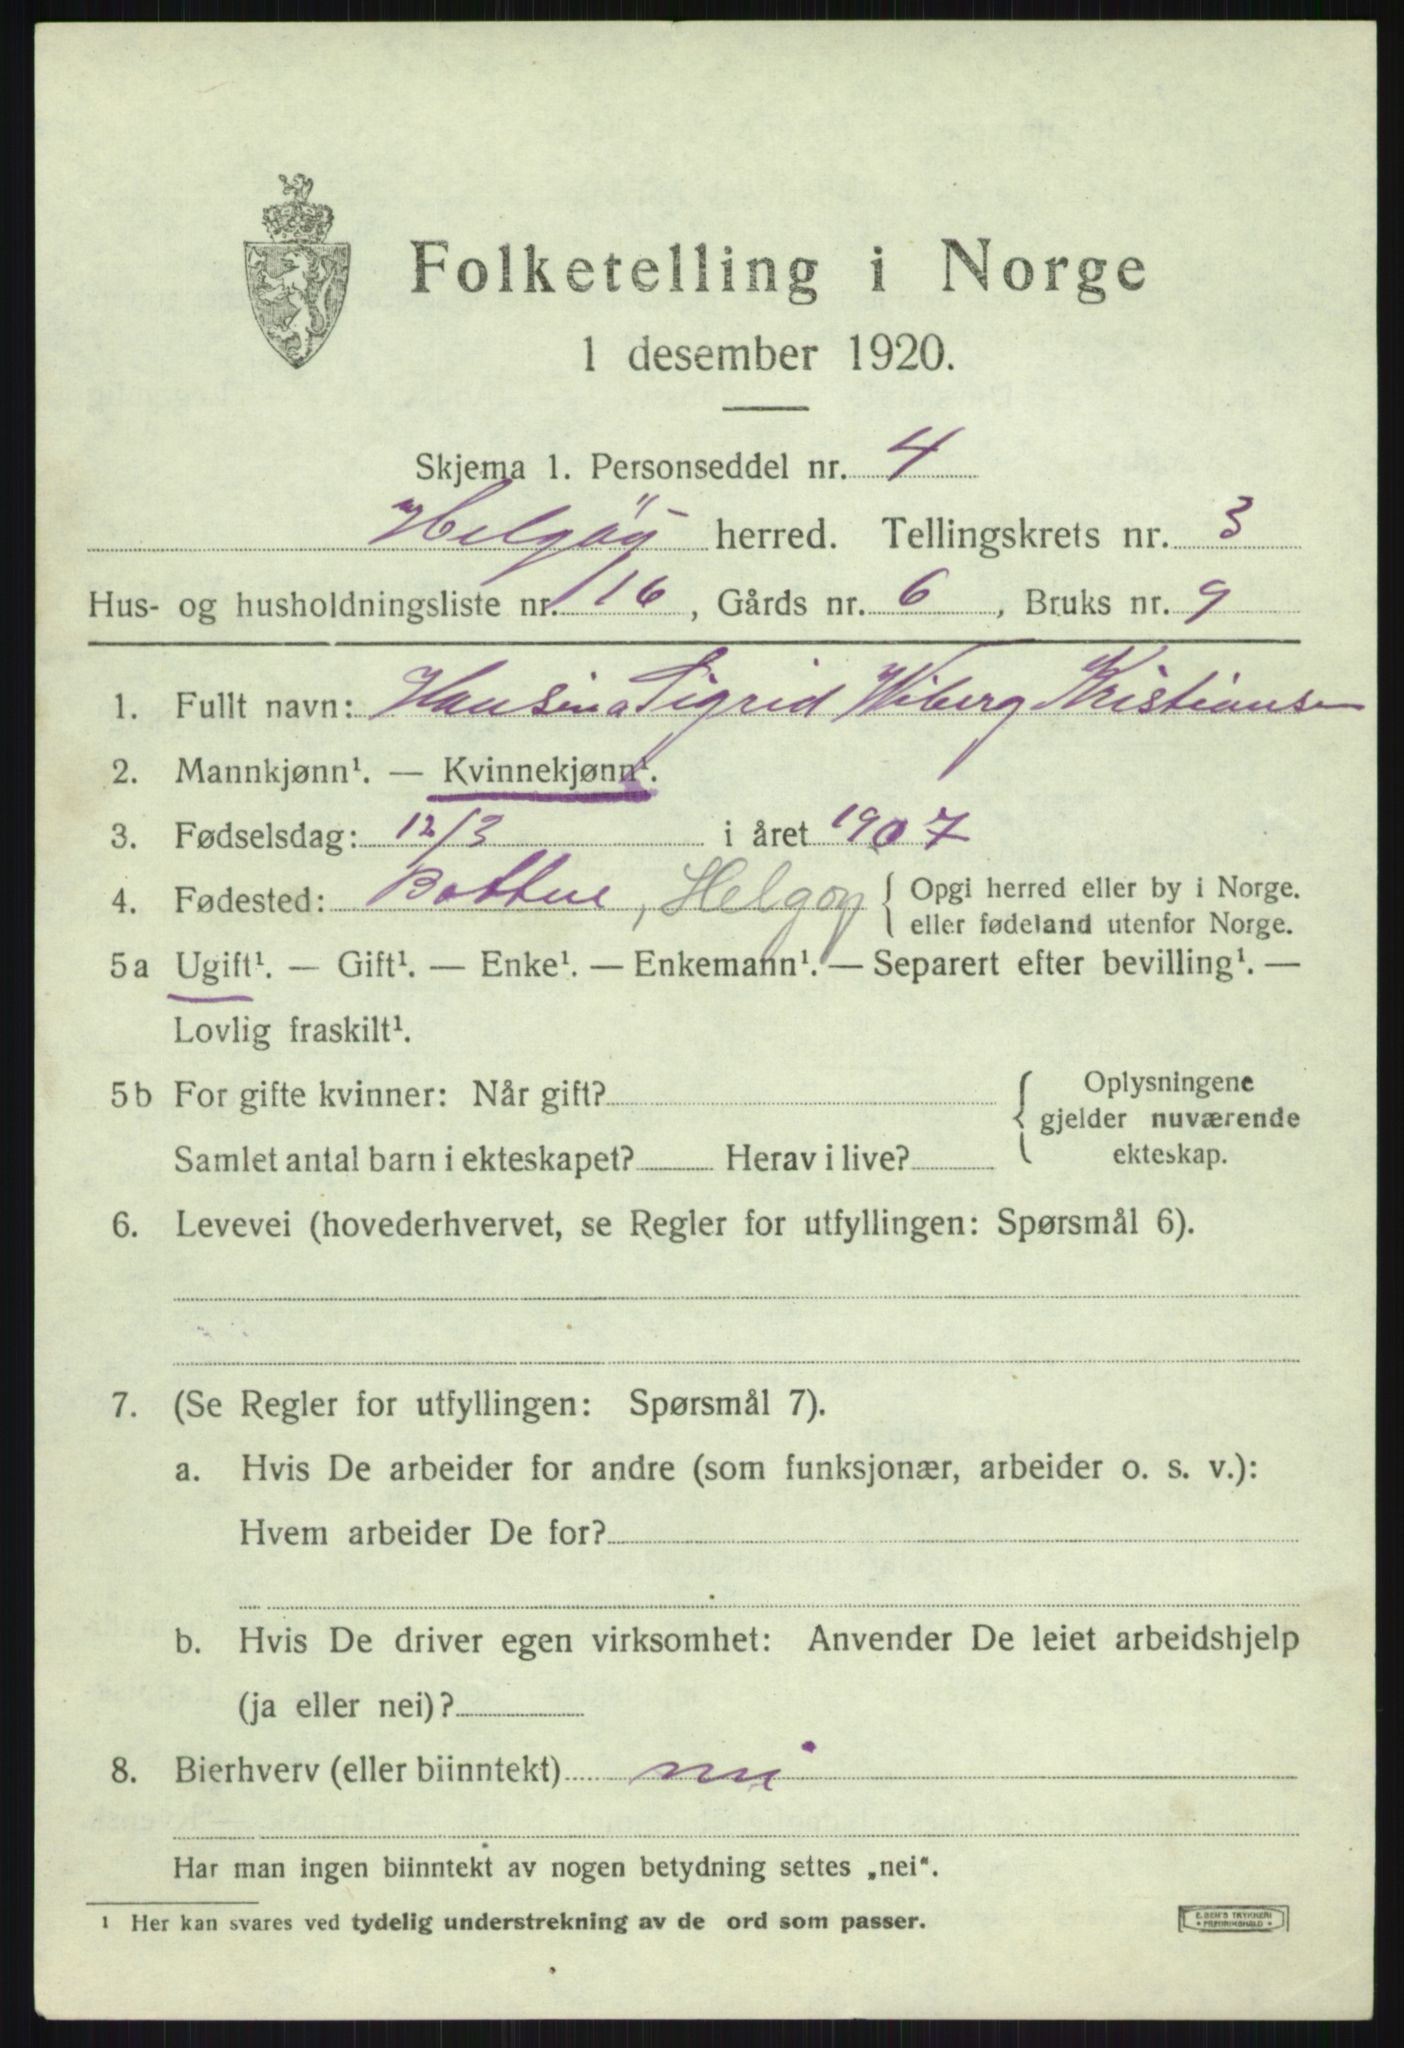 Folketelling i Norge
1 desember 1920.
Skjema 1. Personseddel nr. 4
Helgöy herred. Tellingskrets nr. 3
Hus- og husholdningsliste nr. 16, Gårds nr. 6, Bruks nr. 9
1. Fullt navn: Hansina Sigrid Wiberg Kristiansen
2. Mannkjønn¹. — Kvinnekjønn¹.
3. Fødselsdag: 12/3 i året 1907
4. Fødested: , Helgøy { Opgi herred eller by i Norge.
eller fødeland utenfor Norge.
5a Ugift¹. — Gift¹. — Enke¹. — Enkemann¹. — Separert efter bevilling¹. —
Lovlig fraskilt¹.
5b For gifte kvinner: Når gift? { Oplysningene
gjelder nuværende
Samlet antal barn i ekteskapet? Herav i live? ekteskap.
6. Levevei (hovederhvervet, se Regler for utfyllingen: Spørsmål 6).
7. (Se Regler for utfyllingen: Spørsmål 7).
a. Hvis De arbeider for andre (som funksjonær, arbeider o. s. v.):
Hvem arbeider De for?
b. Hvis De driver egen virksomhet: Anvender De leiet arbeidshjelp
(ja eller nei)?
8. Bierhverv (eller biinntekt) nei
Har man ingen biinntekt av nogen betydning settes „nei“.
¹ Her kan svares ved tydelig understrekning av de ord som passer.
E. SEM'S TRYKKERI
• FREDRIKSHALD •